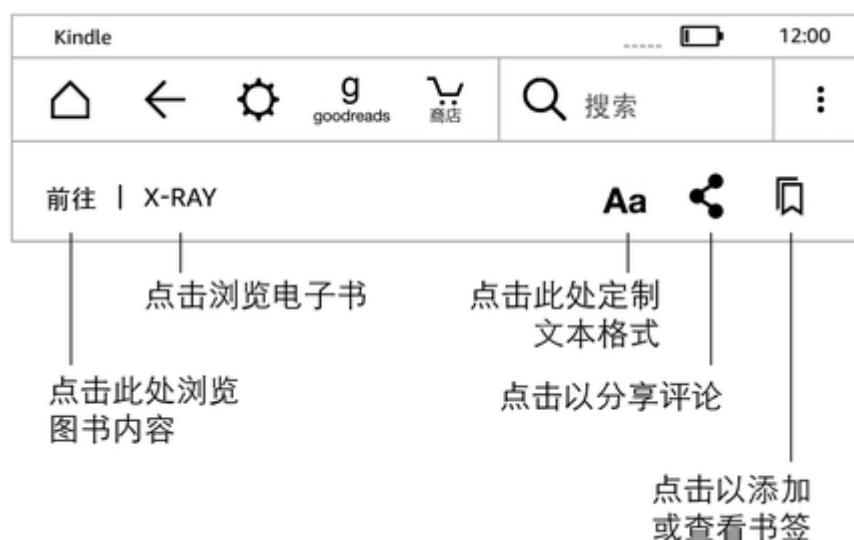 Kindle
12:00
g
goodreads
商店
搜索
前往 | X-RAY
Aa
点击浏览电子书
点击此处定制
文本格式
点击此处浏览
图书内容
点击以分享评论
点击以添加
或查看书签